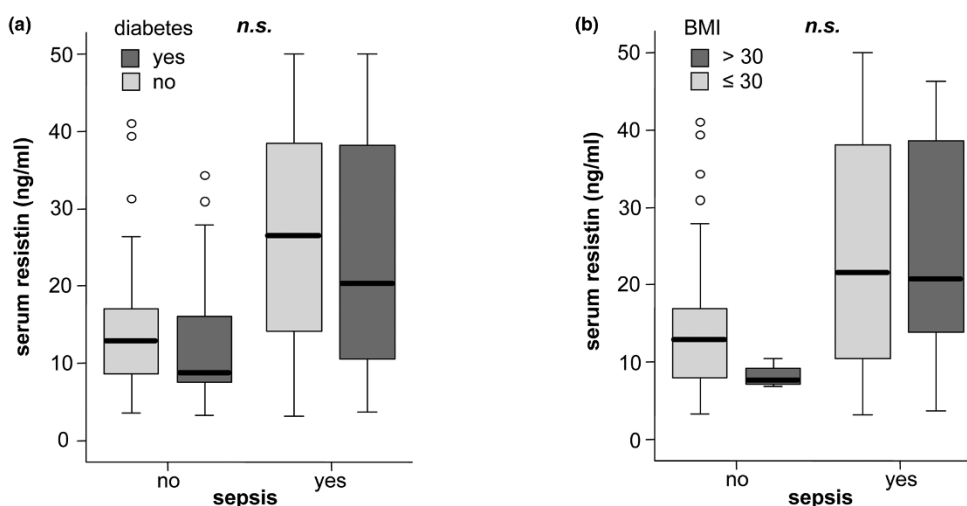 (a)
diabetes
n.s.
yes
no
50
40
30
20
10
0
serum resistin (ng/ml)
no
yes
sepsis
(b)
BMI
n.s.
> 30
≤ 30
50
40
30
20
10
0
serum resistin (ng/ml)
no
yes
sepsis